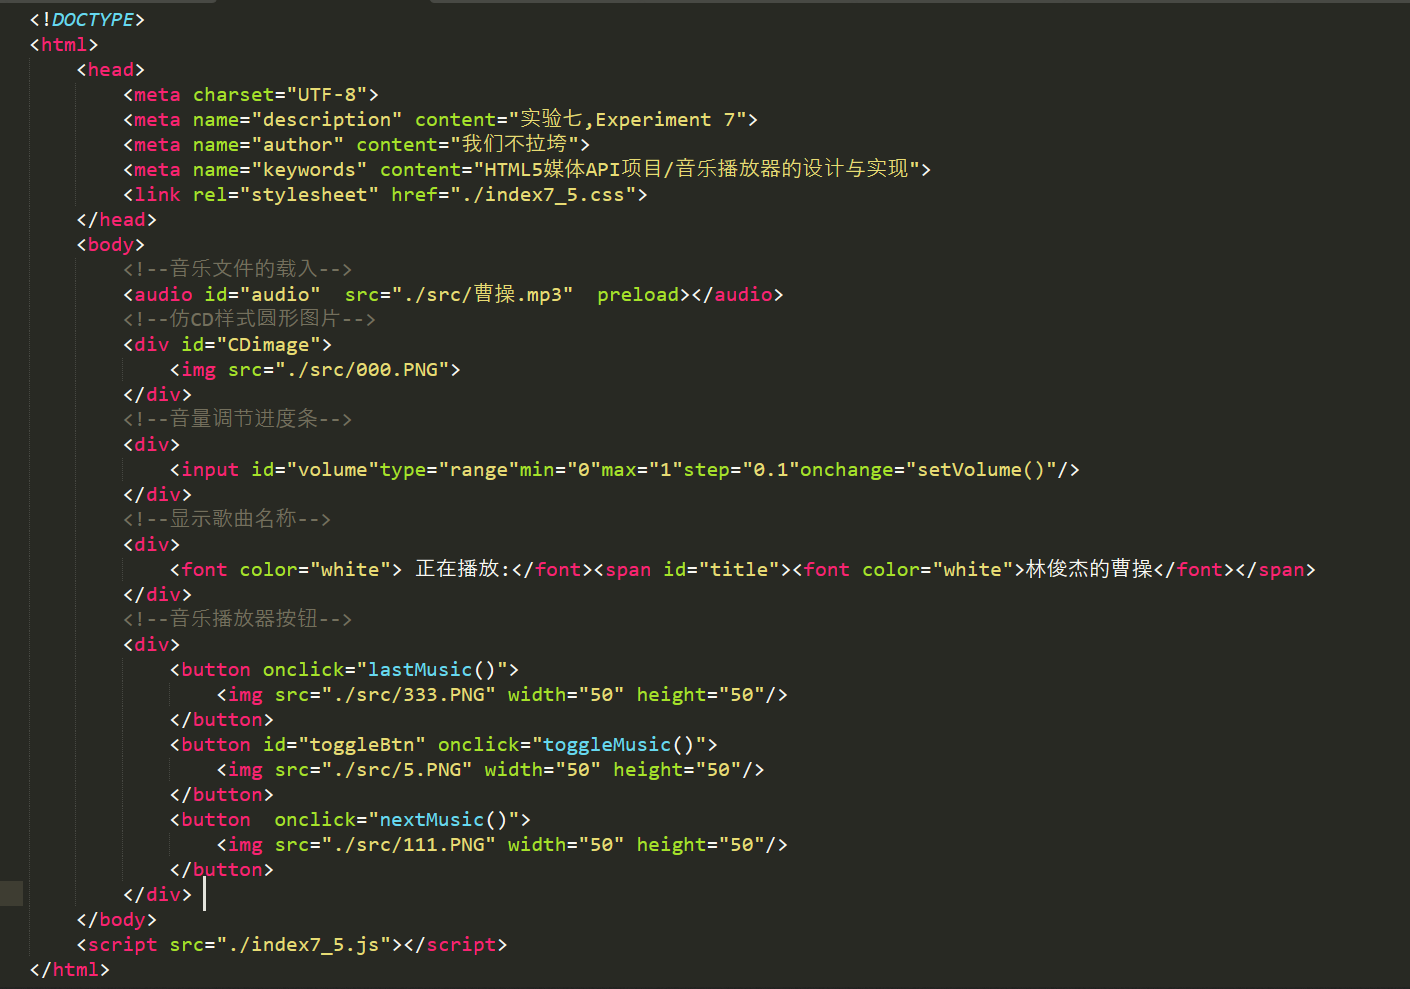 <!DOCTYPE>
<html>
    <head>
        <meta charset="UTF-8">
        <meta name="description" content="实验七,Experiment 7">
        <meta name="author" content="我们不拉垮">
        <meta name="keywords" content="HTML5媒体API项目/音乐播放器的设计与实现">
        <link rel="stylesheet" href="./index7_5.css">
    </head>
    <body>
        <!--音乐文件的载入-->
        <audio id="audio"  src="./src/曹操.mp3"  preload></audio>
        <!--仿CD样式圆形图片-->
        <div id="CDimage">
            <img src="./src/000.PNG">
        </div>
        <!--音量调节进度条-->
        <div>
            <input id="volume"type="range"min="0"max="1"step="0.1"onchange="setVolume()"/>
        </div>
        <!--显示歌曲名称-->
        <div>
            <font color="white"> 正在播放:</font><span id="title"><font color="white">林俊杰的曹操</font></span>
        </div>
        <!--音乐播放器按钮-->
        <div>
            <button onclick="lastMusic()">
                <img src="./src/333.PNG" width="50" height="50"/>
            </button>
            <button id="toggleBtn" onclick="toggleMusic()">
                <img src="./src/5.PNG" width="50" height="50"/>
            </button>
            <button  onclick="nextMusic()">
                <img src="./src/111.PNG" width="50" height="50"/>
            </button>
        </div>
    </body>
    <script src="./index7_5.js"></script>
</html>